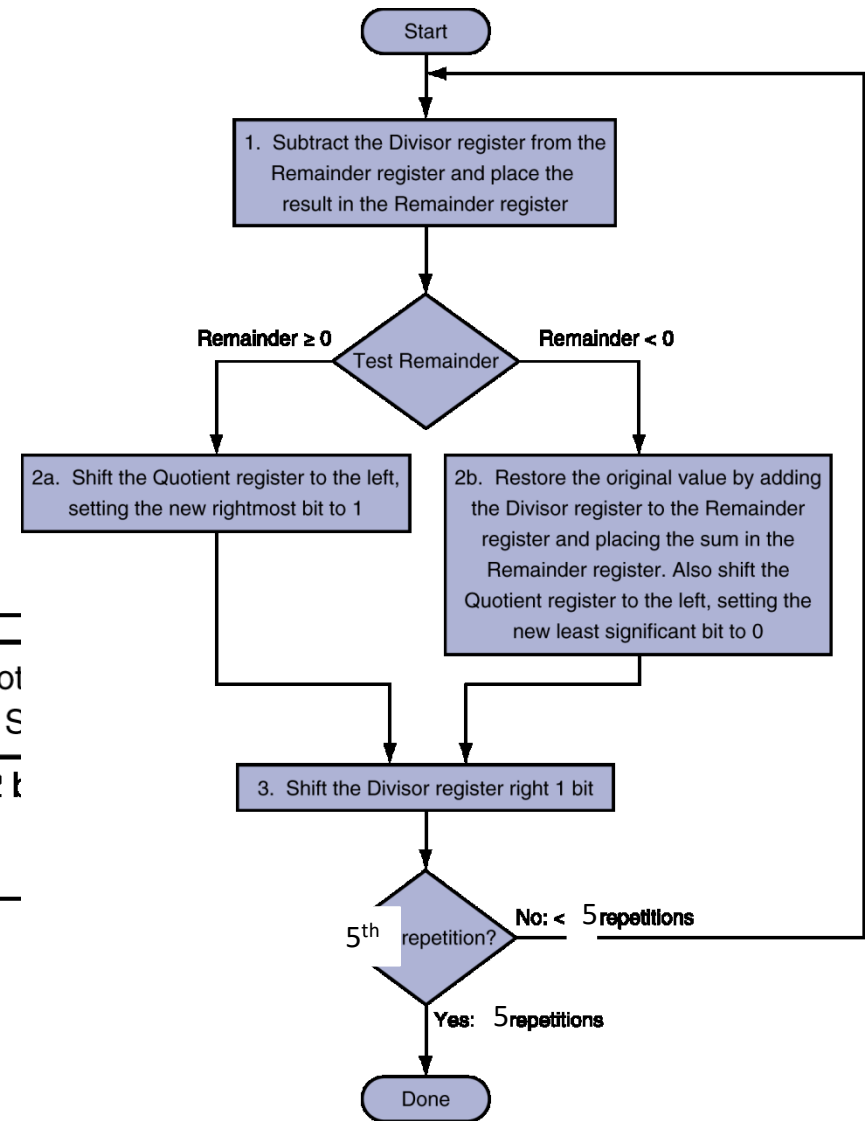 Start
1. Subtract the Divisor register from the
Remainder register and place the
result in the Remainder register
Remainder ≥ 0
Remainder < 0
Test Remainder
2a. Shift the Quotient register to the left,
setting the new rightmost bit to 1
2b. Restore the original value by adding
the Divisor register to the Remainder
register and placing the sum in the
Remainder register. Also shift the
Quotient register to the left, setting the
new least significant bit to 0
ot
S
3. Shift the Divisor register right 1 bit
5th repetition?
No: < 5 repetitions
Yes: 5 repetitions
Done